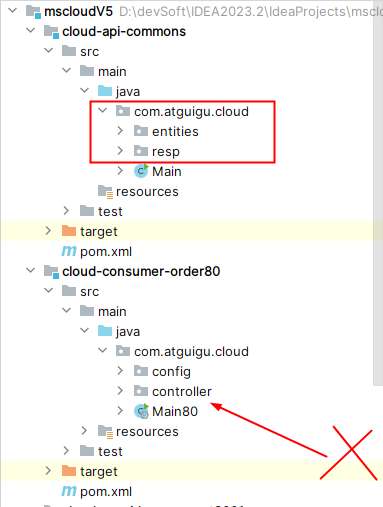 mscloudV5 D:\devSoft\IDEA2023.2\IdeaProjects\msclo
cloud-api-commons
src
main
java
com.atguigu.cloud
entities
resp
Main
resources
test
target
pom.xml
cloud-consumer-order80
src
main
java
com.atguigu.cloud
config
controller
Main80
resources
test
target
pom.xml